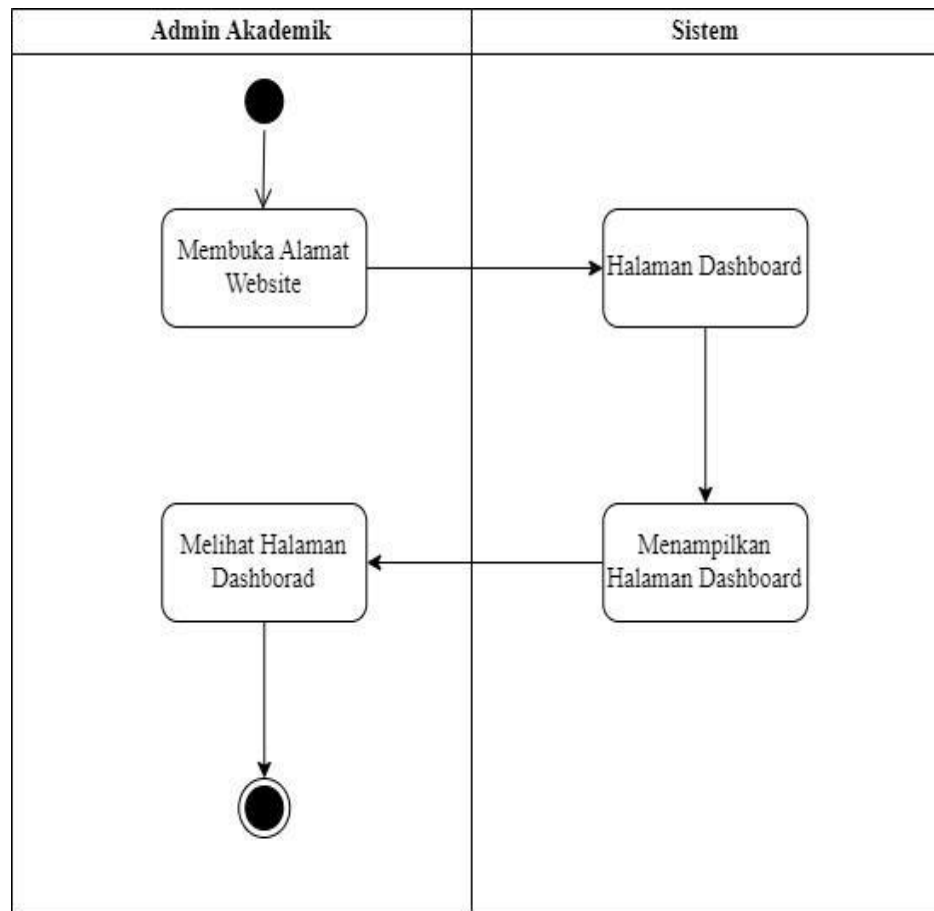 Admin Akademik
Sistem
Membuka Alamat
Website
Halaman Dashboard
Menampilkan
Halaman Dashboard
Melihat Halaman
Dashborad